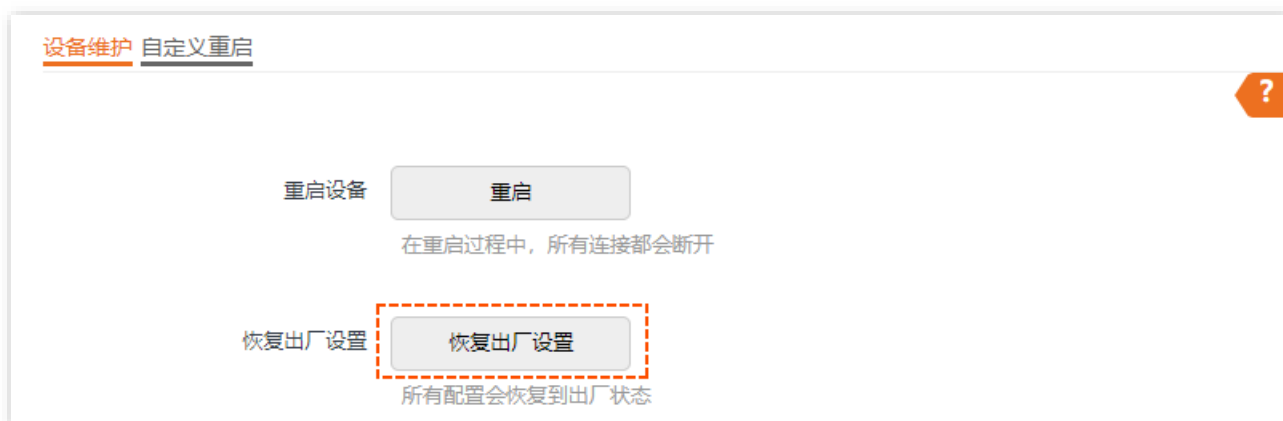 设备维护 自定义重启
?
重启设备 重启
在重启过程中，所有连接都会断开
恢复出厂设置 恢复出厂设置
所有配置会恢复到出厂状态